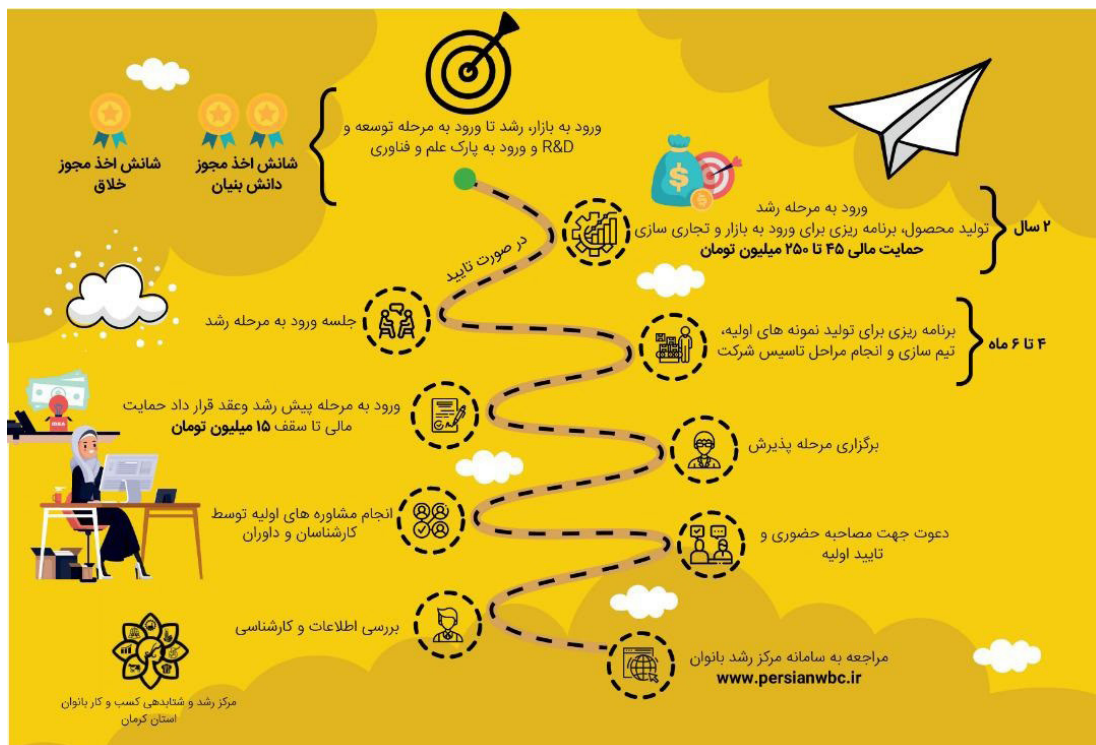 ورود به بازار، رشد تا ورود به مرحله توسعه و
R&D و ورود به پارک علم و فناوری
شانش اخذ مجوز
دانش بنیان
شانش اخذ مجوز
خلاق
ورود به مرحله رشد
تولید محصول، برنامه ریزی برای ورود به بازار و تجاری سازی
حمایت مالی ۴۵ تا ۲۵۰ میلیون تومان
۲ سال
در صورت تایید
جلسه ورود به مرحله رشد
برنامه ریزی برای تولید نمونه های اولیه،
تیم سازی و انجام مراحل تاسیس شرکت
۴ تا ۶ ماه
ورود به مرحله پیش رشد وعقد قرار داد حمایت
مالی تا سقف ۱۵ میلیون تومان
برگزاری مرحله پذیرش
انجام مشاوره های اولیه توسط
کارشناسان و داوران
دعوت جهت مصاحبه حضوری و
تایید اولیه
بررسی اطلاعات و کارشناسی
مراجعه به سامانه مرکز رشد بانوان
www.persianwbc.ir
مرکز رشد و شتابدهی کسب و کار بانوان
استان کرمان
IDEA